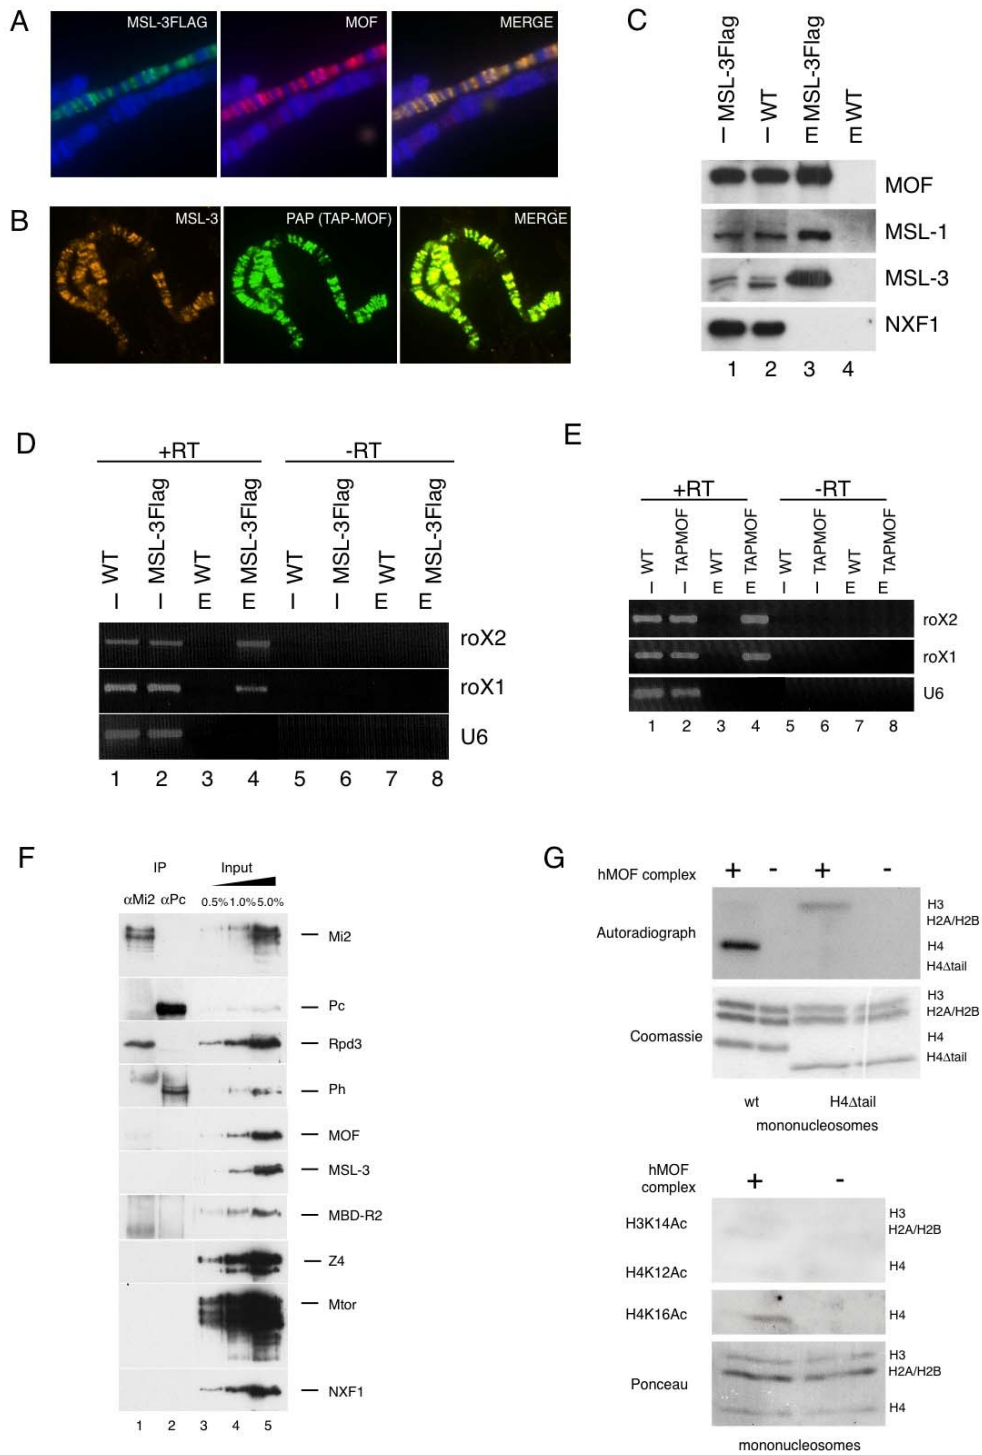 A
MSL-3FLAG
MOF
MERGE
B
MSL-3
PAP (TAP-MOF)
MERGE
C
I MSL-3Flag
I WT
E MSL-3Flag
E WT
MOF
MSL-1
MSL-3
NXF1
1 2 3 4
D
+RT -RT
I WT
I MSL-3Flag
E WT
E MSL-3Flag
I WT
I MSL-3Flag
E WT
E MSL-3Flag
roX2
roX1
U6
1 2 3 4 5 6 7 8
E
+RT -RT
I WT
I TAPMOF
E WT
E TAPMOF
I WT
I TAPMOF
E WT
E TAPMOF
roX2
roX1
U6
1 2 3 4 5 6 7 8
F
IP Input
αMi2 αPc 0.5% 1.0% 5.0%
Mi2
Pc
Rpd3
Ph
MOF
MSL-3
MBD-R2
Z4
Mtor
NXF1
1 2 3 4 5
G
hMOF complex + - + -
Autoradiograph
H3
H2A/H2B
H4
H4Δtail
Coomassie
H3
H2A/H2B
H4
H4Δtail
wt H4Δtail
mononucleosomes
hMOF
complex
+ -
H3K14Ac
H3
H2A/H2B
H4K12Ac
H4
H4K16Ac
H4
Ponceau
H3
H2A/H2B
H4
mononucleosomes